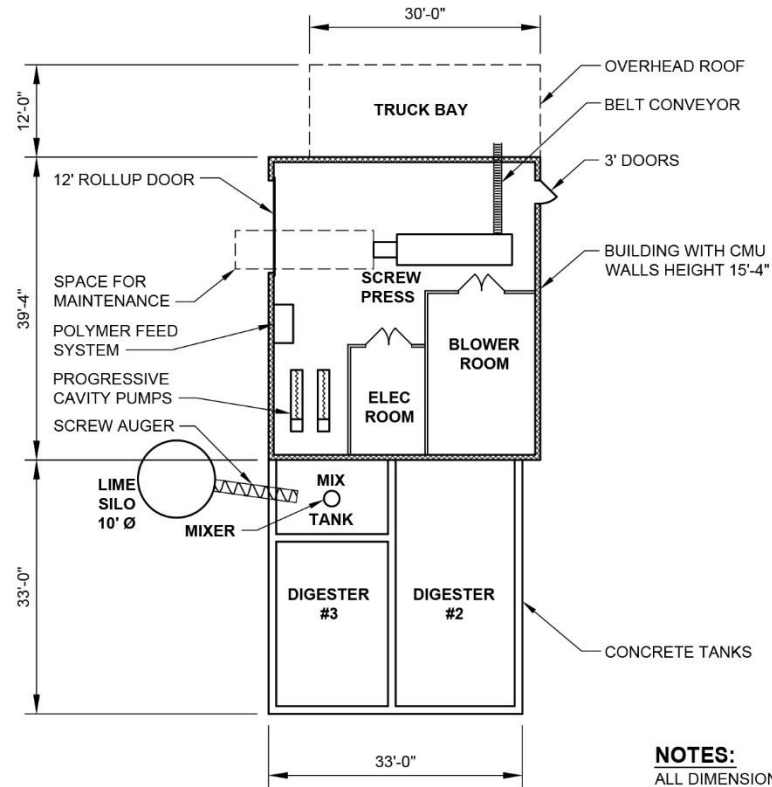 30'-0"
OVERHEAD ROOF
12'-0"
TRUCK BAY
BELT CONVEYOR
12' ROLLUP DOOR
3' DOORS
39'-4"
SPACE FOR
MAINTENANCE
SCREW
PRESS
BUILDING WITH CMU
WALLS HEIGHT 15'-4"
POLYMER FEED
SYSTEM
BLOWER
ROOM
PROGRESSIVE
CAVITY PUMPS
ELEC
ROOM
SCREW AUGER
LIME
SILO
10' Ø
MIXER
MIX
TANK
33'-0"
DIGESTER
#3
DIGESTER
#2
CONCRETE TANKS
33'-0"
NOTES:
ALL DIMENSION